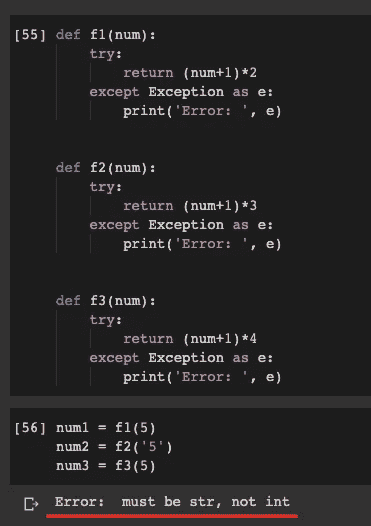 [55] def f1(num):
try:
return (num+1)*2
except Exception as e:
print('Error: ', e)
def f2(num):
try:
return (num+1)*3
except Exception as e:
print('Error: ', e)
def f3(num):
try:
return (num+1)*4
except Exception as e:
print('Error: ', e)
[56] num1 = f1(5)
num2 = f2('5')
num3 = f3(5)
Error:  must be str, not int